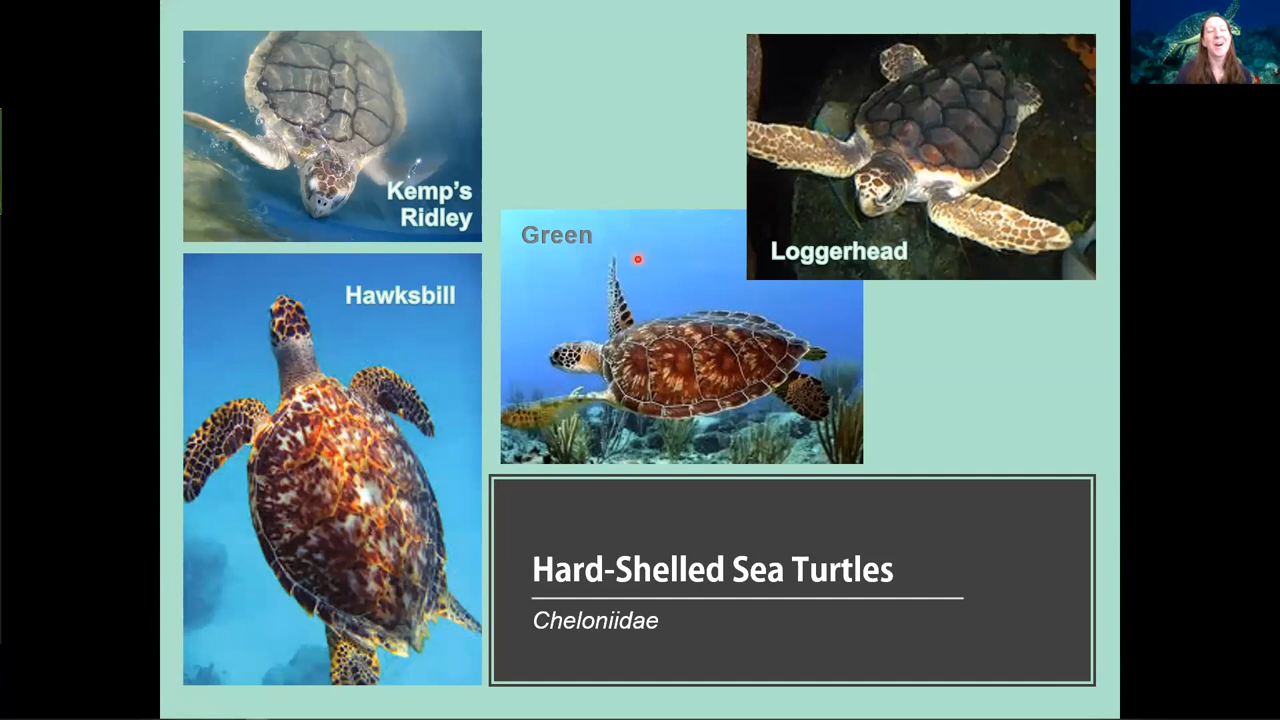 Kemp's
Ridley
Loggerhead
Green
Hawksbill
Hard-Shelled Sea Turtles
Cheloniidae